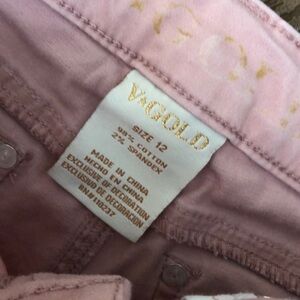 V•GOLD
SIZE 12
98% COTTON
2% SPANDEX
MADE IN CHINA
HECHO EN CHINA
EXCLUSIVE OF DECORATION
EXCLUSIVO DE DECORACION